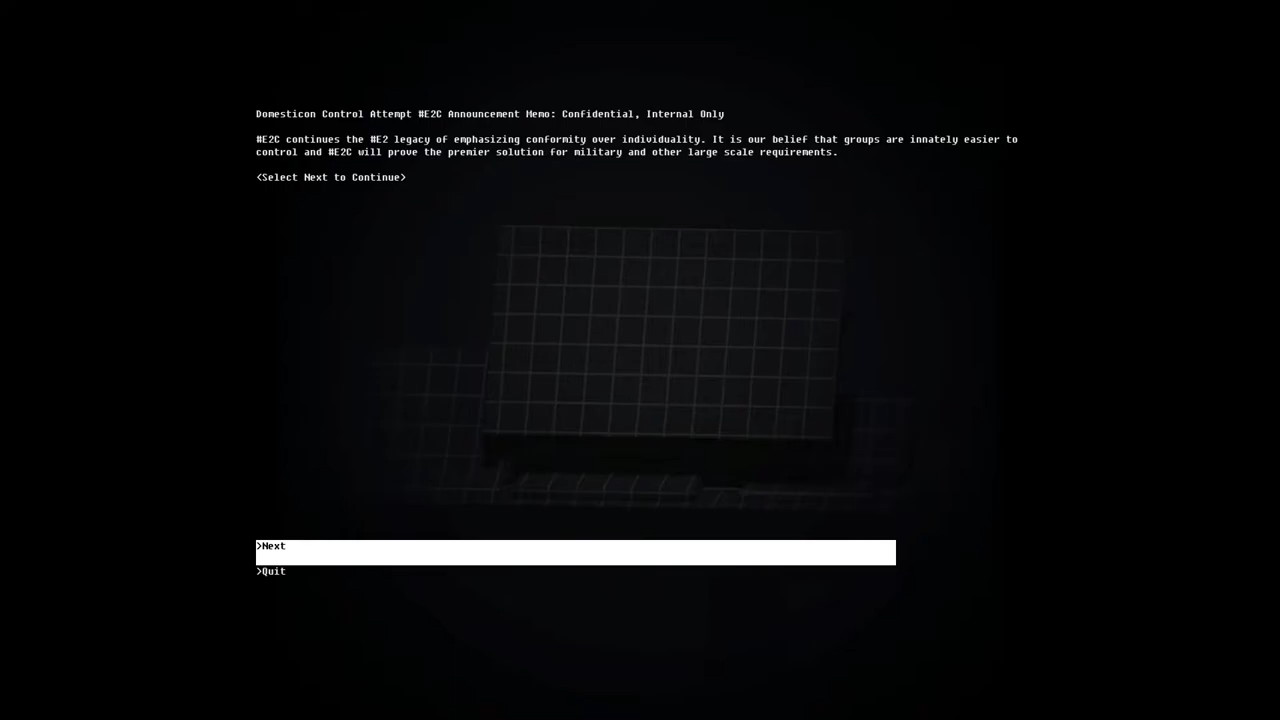 Domesticon Control Attempt #E2C Announcement Memo: Confidential, Internal Only
#E2C continues the #E2 legacy of emphasizing conformity over individuality. It is our belief that groups are innately easier to
control and #E2C will prove the premier solution for military and other large scale requirements.
<Select Next to Continue>
>Next
>Quit